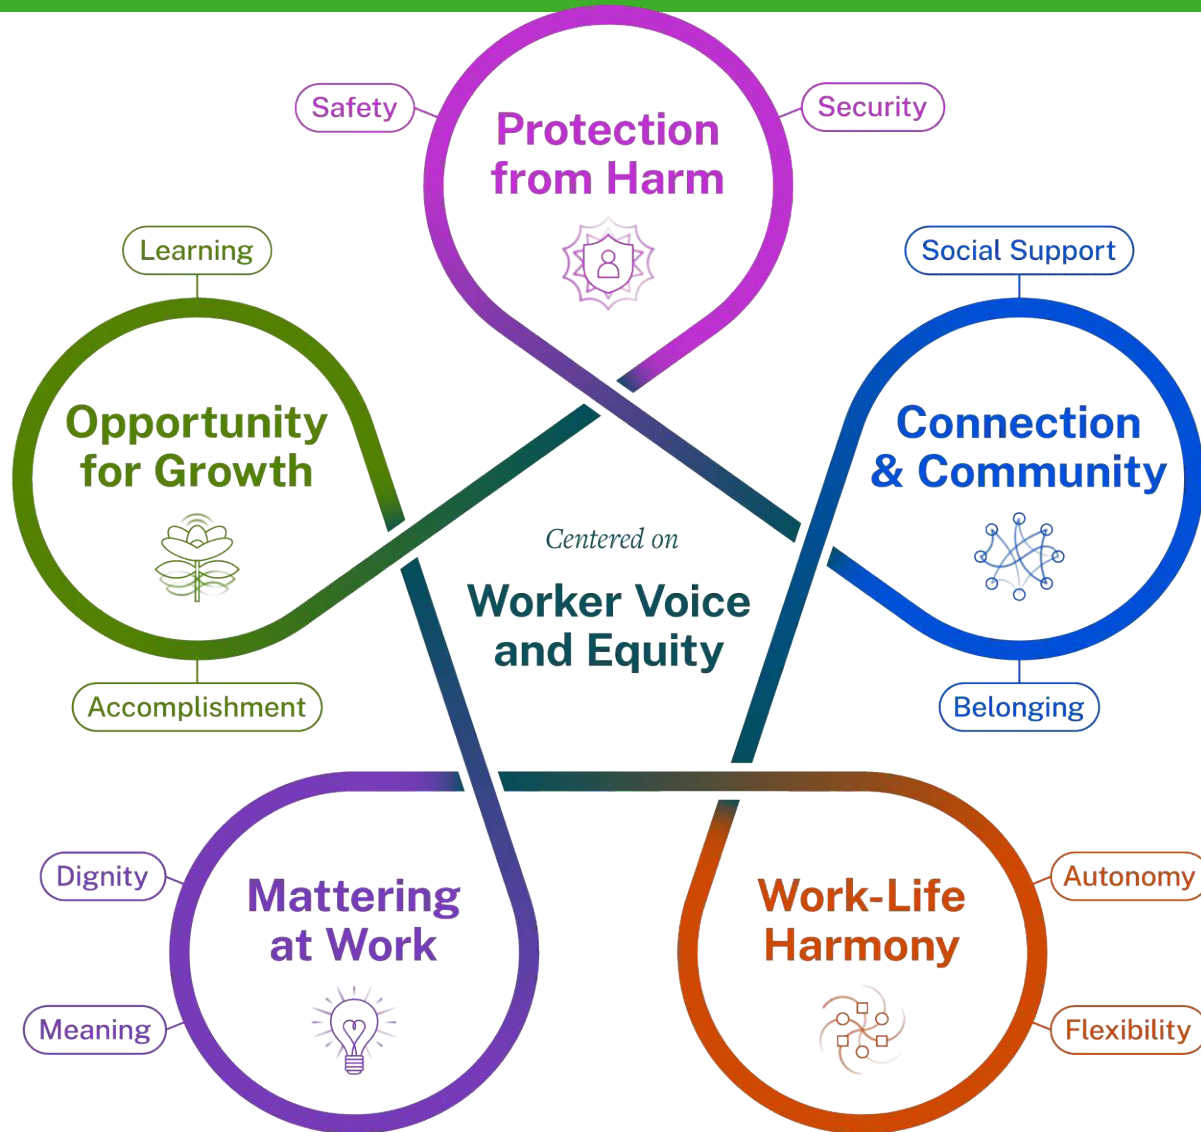 Safety
Protection
from Harm
Security
Learning
Opportunity
for Growth
Accomplishment
Social Support
Connection
& Community
Belonging
Centered on
Worker Voice
and Equity
Dignity
Mattering
at Work
Meaning
Work-Life
Harmony
Autonomy
Flexibility